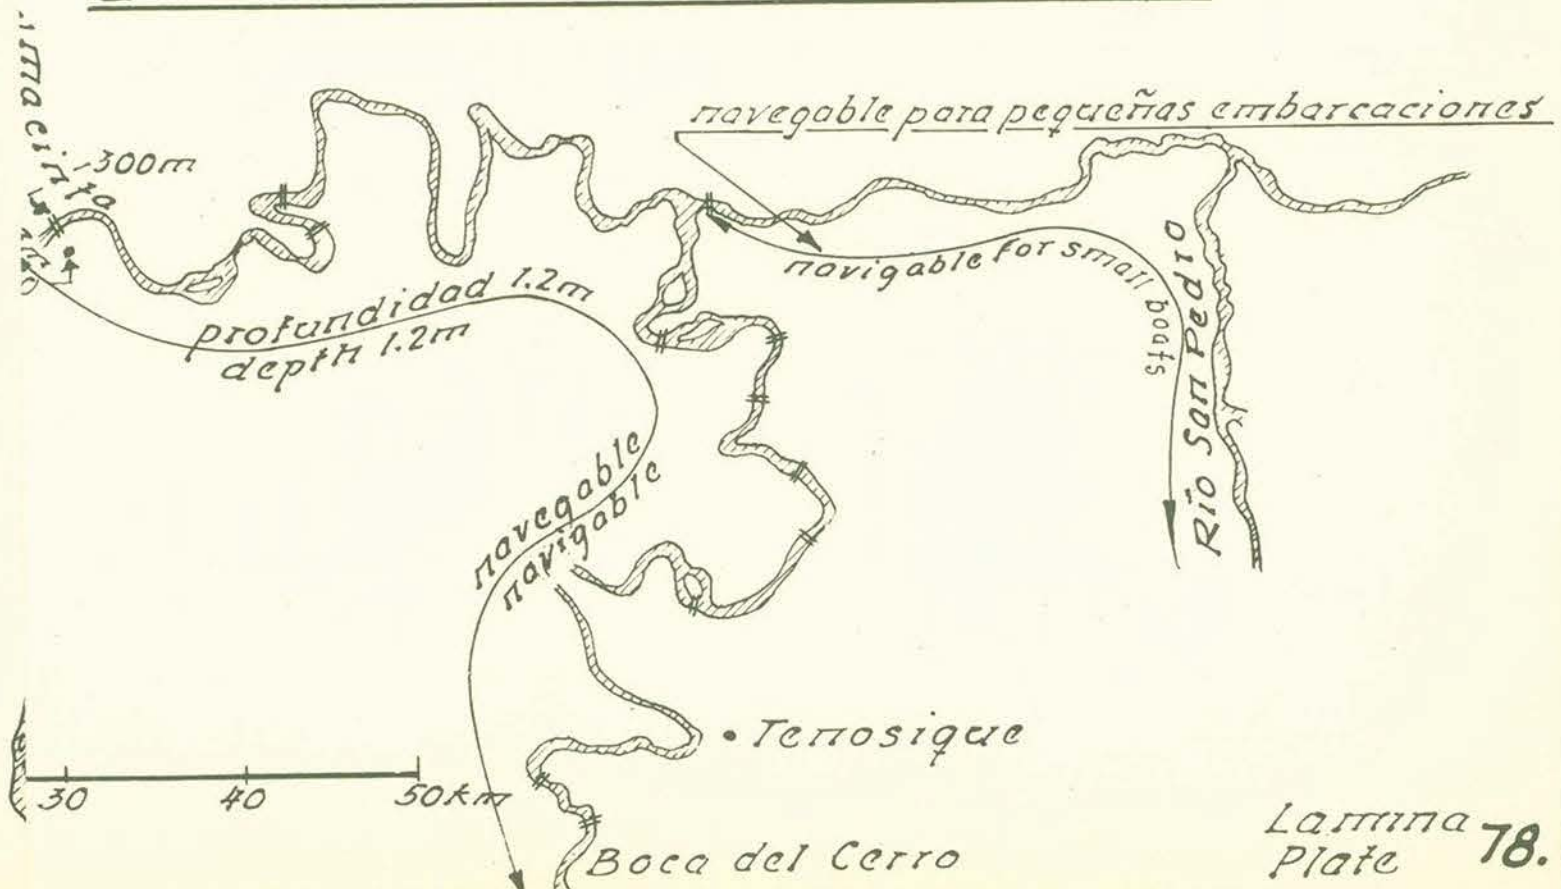 navegable para pequeñas embarcaciones
300m
navigable for small boats
Río San Pedro
profundidad 1.2m
depth 1.2m
navegable
navigable
Tenosique
30 40 50km
Boca del Cerro
Lamina
Plate 78.